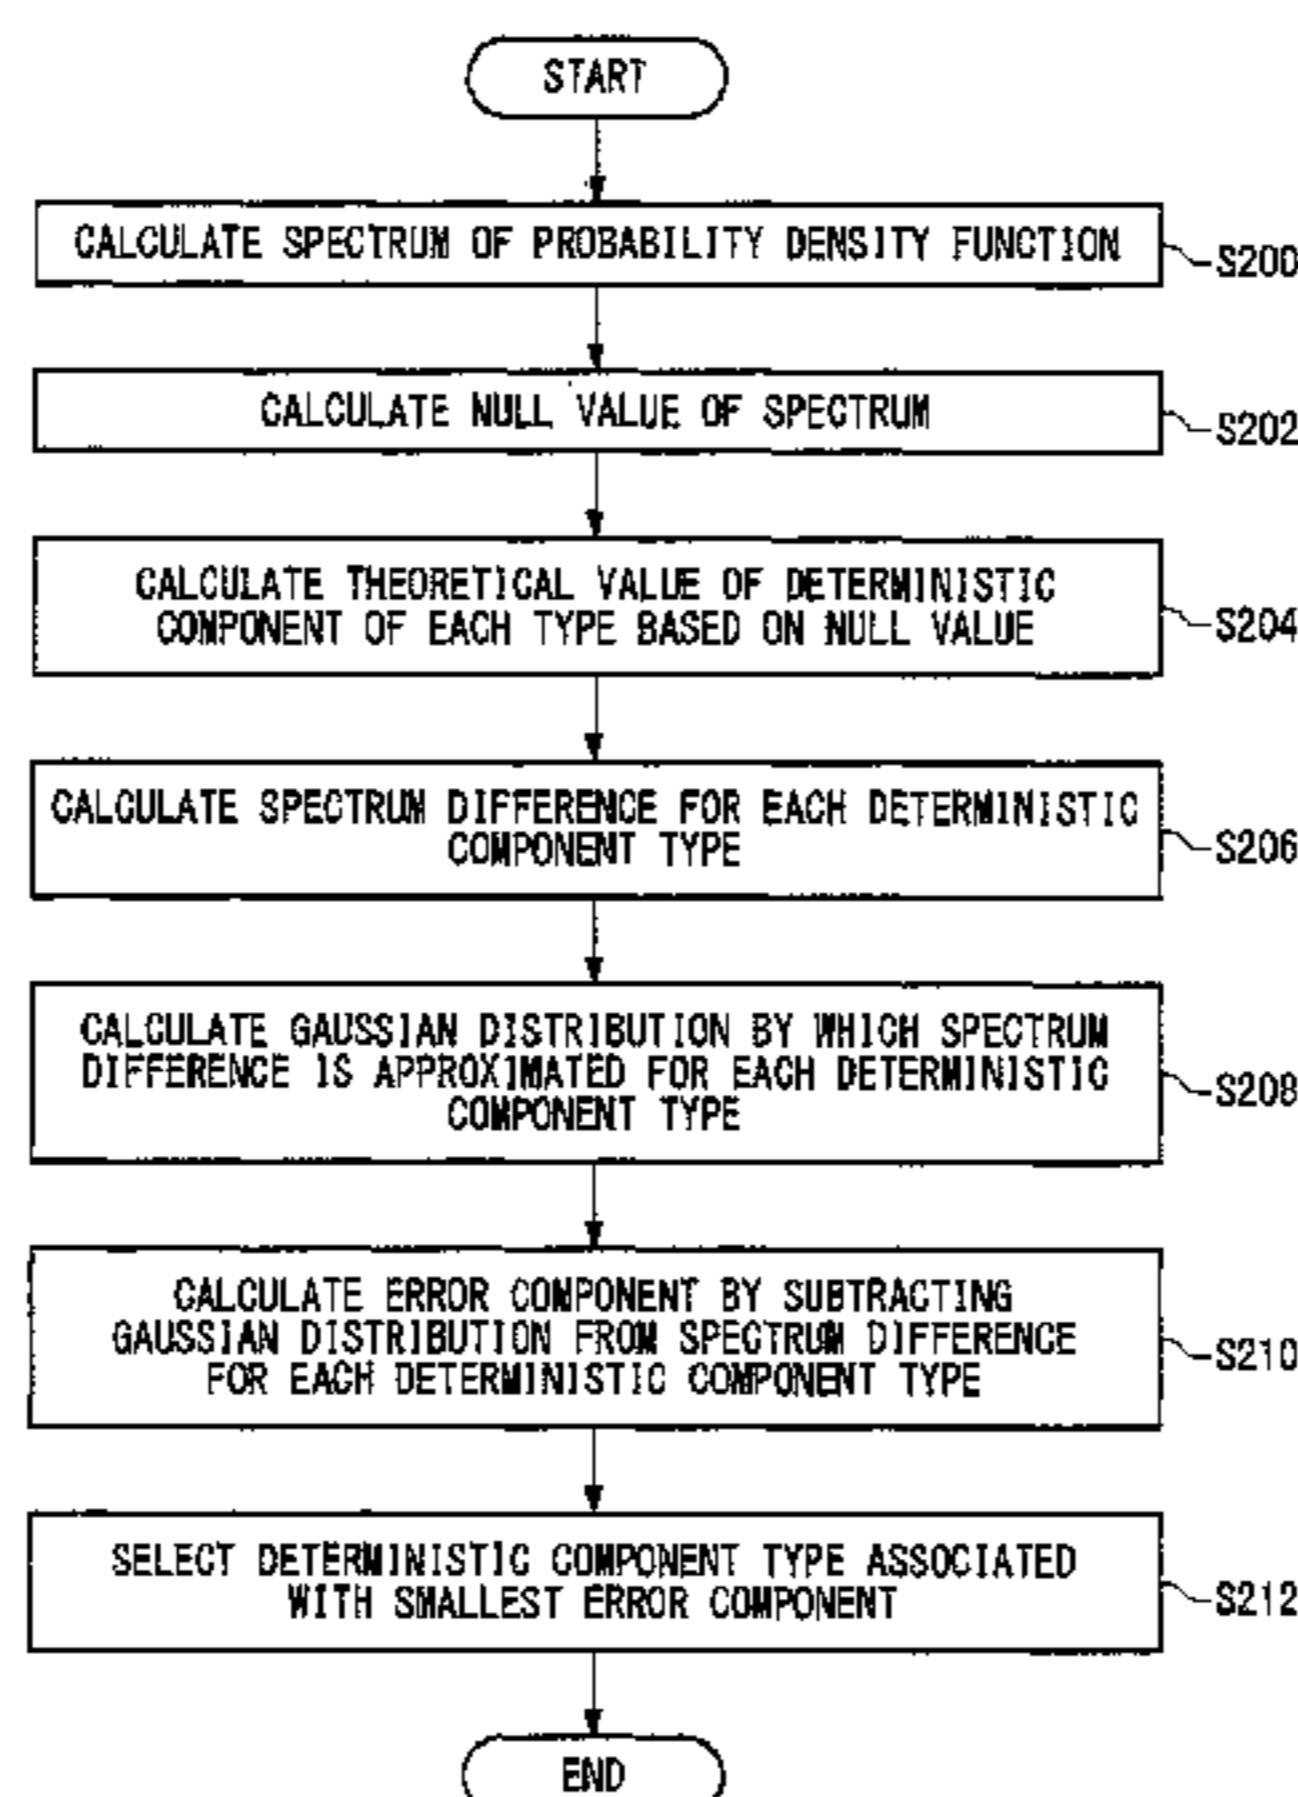 START
CALCULATE SPECTRUM OF PROBABILITY DENSITY FUNCTION
S200
CALCULATE NULL VALUE OF SPECTRUM
S202
CALCULATE THEORETICAL VALUE OF DETERMINISTIC
COMPONENT OF EACH TYPE BASED ON NULL VALUE
S204
CALCULATE SPECTRUM DIFFERENCE FOR EACH DETERMINISTIC
COMPONENT TYPE
S206
CALCULATE GAUSSIAN DISTRIBUTION BY WHICH SPECTRUM
DIFFERENCE IS APPROXIMATED FOR EACH DETERMINISTIC
COMPONENT TYPE
S208
CALCULATE ERROR COMPONENT BY SUBTRACTING
GAUSSIAN DISTRIBUTION FROM SPECTRUM DIFFERENCE
FOR EACH DETERMINISTIC COMPONENT TYPE
S210
SELECT DETERMINISTIC COMPONENT TYPE ASSOCIATED
WITH SMALLEST ERROR COMPONENT
S212
END